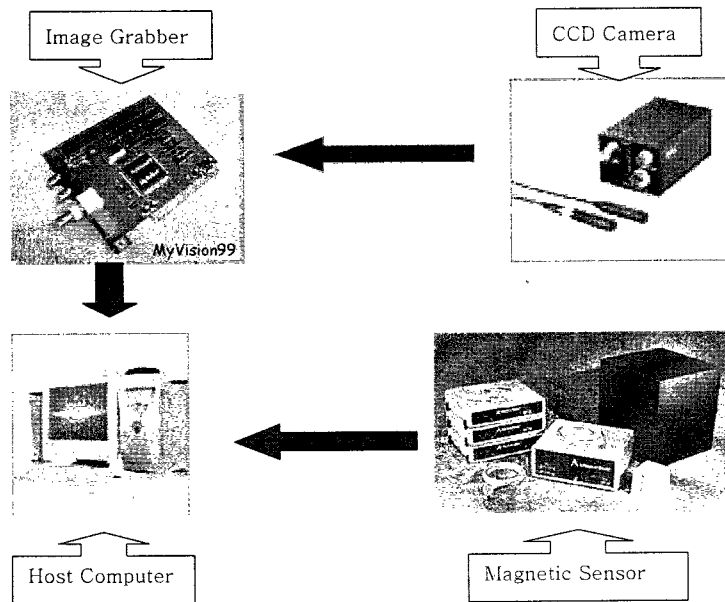 Image Grabber
CCD Camera
MyVision99
Host Computer
Magnetic Sensor